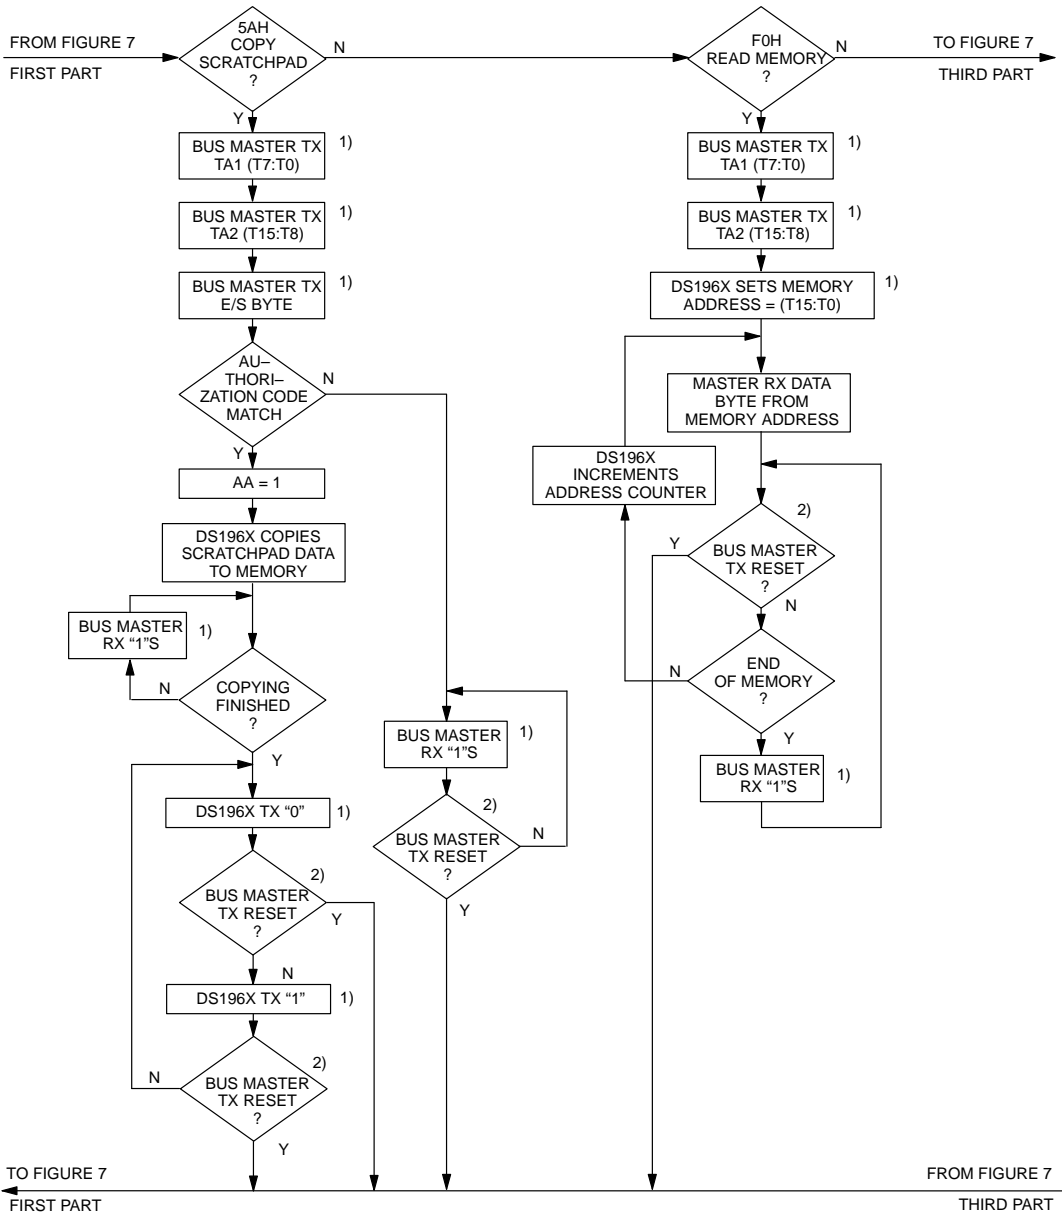 FROM FIGURE 7
FIRST PART
5AH
COPY
SCRATCHPAD
?
N
Y
BUS MASTER TX
TA1 (T7:T0)
1)
BUS MASTER TX
TA2 (T15:T8)
1)
BUS MASTER TX
E/S BYTE
1)
AU–
THORI–
ZATION CODE
MATCH
N
Y
AA = 1
DS196X COPIES
SCRATCHPAD DATA
TO MEMORY
BUS MASTER
RX “1”S
1)
N
COPYING
FINISHED
?
Y
DS196X TX “0”
1)
2)
BUS MASTER
TX RESET
?
Y
N
DS196X TX “1”
1)
2)
BUS MASTER
TX RESET
?
N
Y
BUS MASTER
RX “1”S
1)
2)
BUS MASTER
TX RESET
?
N
Y
F0H
READ MEMORY
?
N
Y
TO FIGURE 7
THIRD PART
BUS MASTER TX
TA1 (T7:T0)
1)
BUS MASTER TX
TA2 (T15:T8)
1)
DS196X SETS MEMORY
ADDRESS = (T15:T0)
1)
MASTER RX DATA
BYTE FROM
MEMORY ADDRESS
DS196X
INCREMENTS
ADDRESS COUNTER
2)
BUS MASTER
TX RESET
?
Y
N
END
OF MEMORY
?
N
Y
BUS MASTER
RX “1”S
1)
TO FIGURE 7
FIRST PART
FROM FIGURE 7
THIRD PART